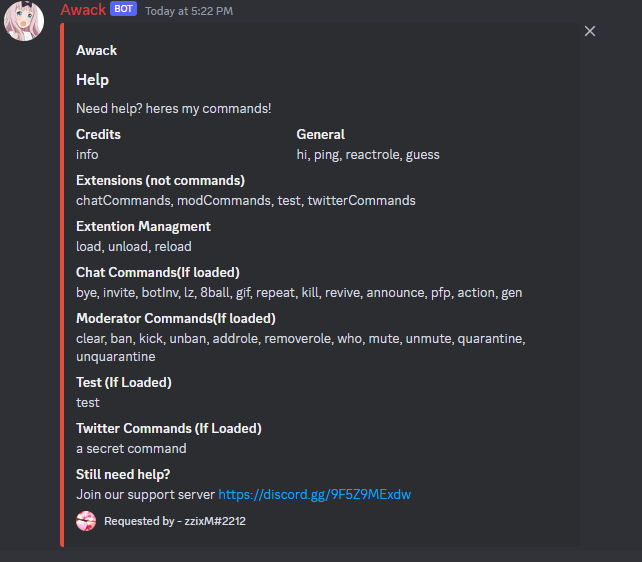 Awack BOT Today at 5:22 PM
Awack
Help
Need help? heres my commands!
Credits General
info hi, ping, reactrole, guess
Extensions (not commands)
chatCommands, modCommands, test, twitterCommands
Extention Managment
load, unload, reload
Chat Commands(If loaded)
bye, invite, botInv, lz, 8ball, gif, repeat, kill, revive, announce, pfp, action, gen
Moderator Commands(If loaded)
clear, ban, kick, unban, addrole, removerole, who, mute, unmute, quarantine,
unquarantine
Test (If Loaded)
test
Twitter Commands (If Loaded)
a secret command
Still need help?
Join our support server https://discord.gg/9F5Z9MExdw
Requested by - zzixM#2212